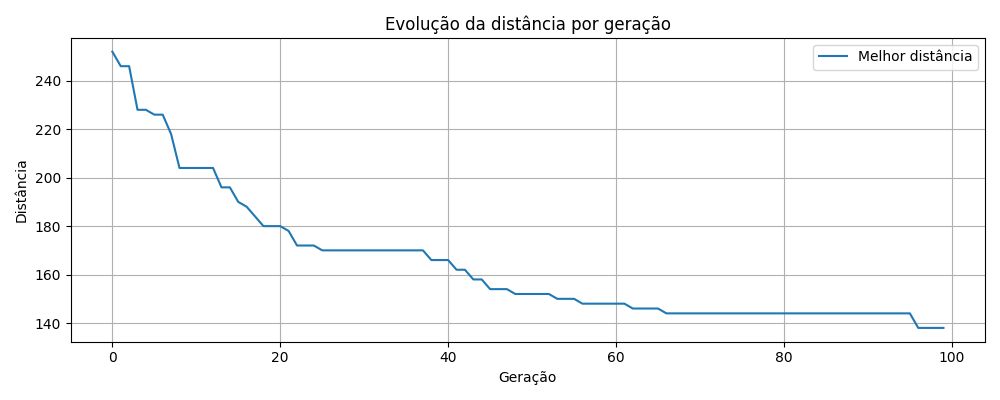 Evolução da distância por geração
Melhor distância
Distância
240
220
200
180
160
140
0 20 40 60 80 100
Geração